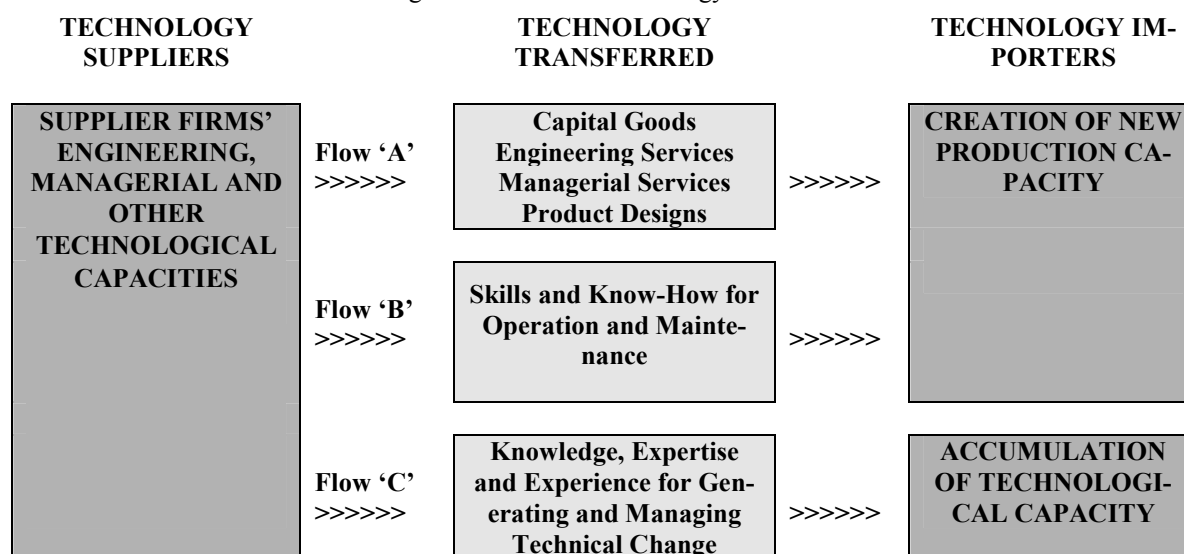 TECHNOLOGY
SUPPLIERS
TECHNOLOGY
TRANSFERRED
TECHNOLOGY IM-
PORTERS
SUPPLIER FIRMS’
ENGINEERING,
MANAGERIAL AND
OTHER
TECHNOLOGICAL
CAPACITIES
Flow ‘A’
>>>>>>
Capital Goods
Engineering Services
Managerial Services
Product Designs
>>>>>>
CREATION OF NEW
PRODUCTION CA-
PACITY
Flow ‘B’
>>>>>>
Skills and Know-How for
Operation and Mainte-
nance
>>>>>>
Flow ‘C’
>>>>>>
Knowledge, Expertise
and Experience for Gen-
erating and Managing
Technical Change
>>>>>>
ACCUMULATION
OF TECHNOLOGI-
CAL CAPACITY